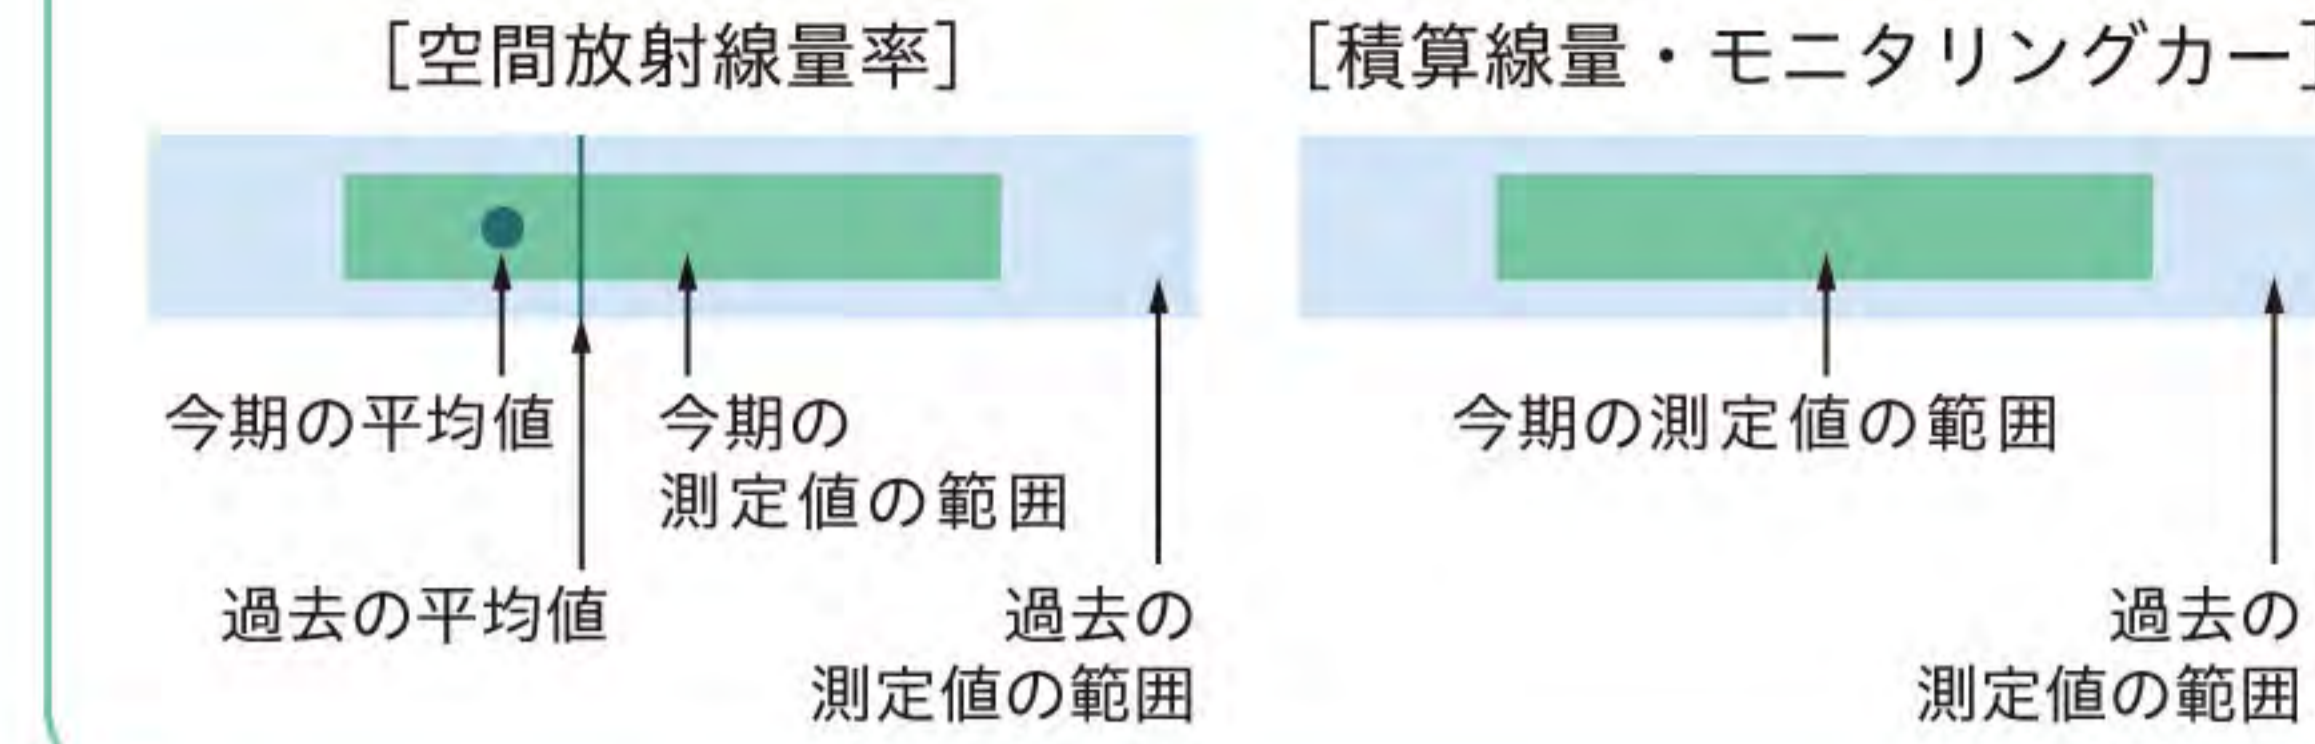 ［空間放射線量率］
［積算線量・モニタリングカー］
今期の平均値
今期の
測定値の範囲
過去の平均値
過去の
測定値の範囲
今期の測定値の範囲
過去の
測定値の範囲